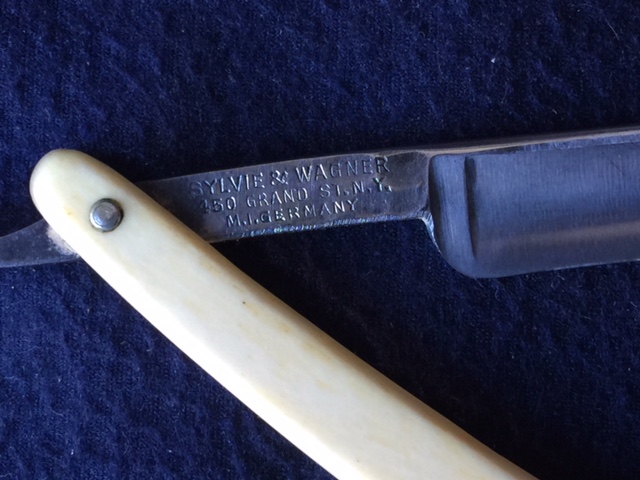 SYLVIE & WAGNER
450 GRAND ST. N.Y.
M.I. GERMANY